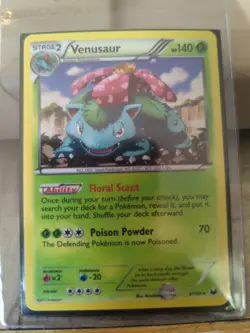 STAGE 2 Venusaur HP140
Ability Floral Scent
Once during your turn (before your attack), you may
search your deck for a Pokémon, reveal it, and put it
into your hand. Shuffle your deck afterward.
Poison Powder 70
The Defending Pokémon is now Poisoned.
×2 -20